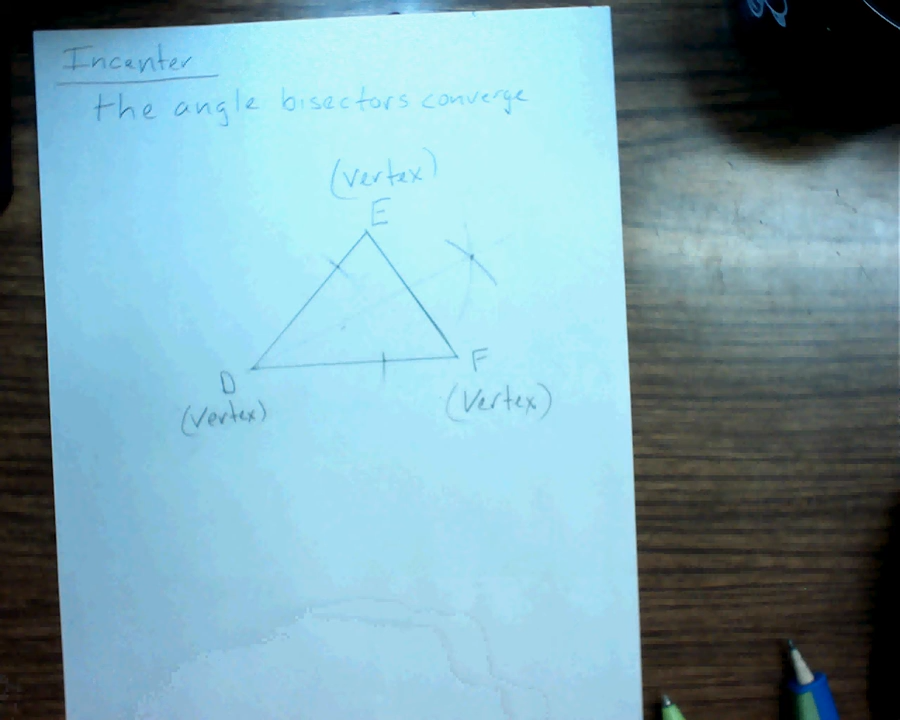 Incenter
the angle bisectors converge
(vertex)
E
D
F
(vertex)
(vertex)